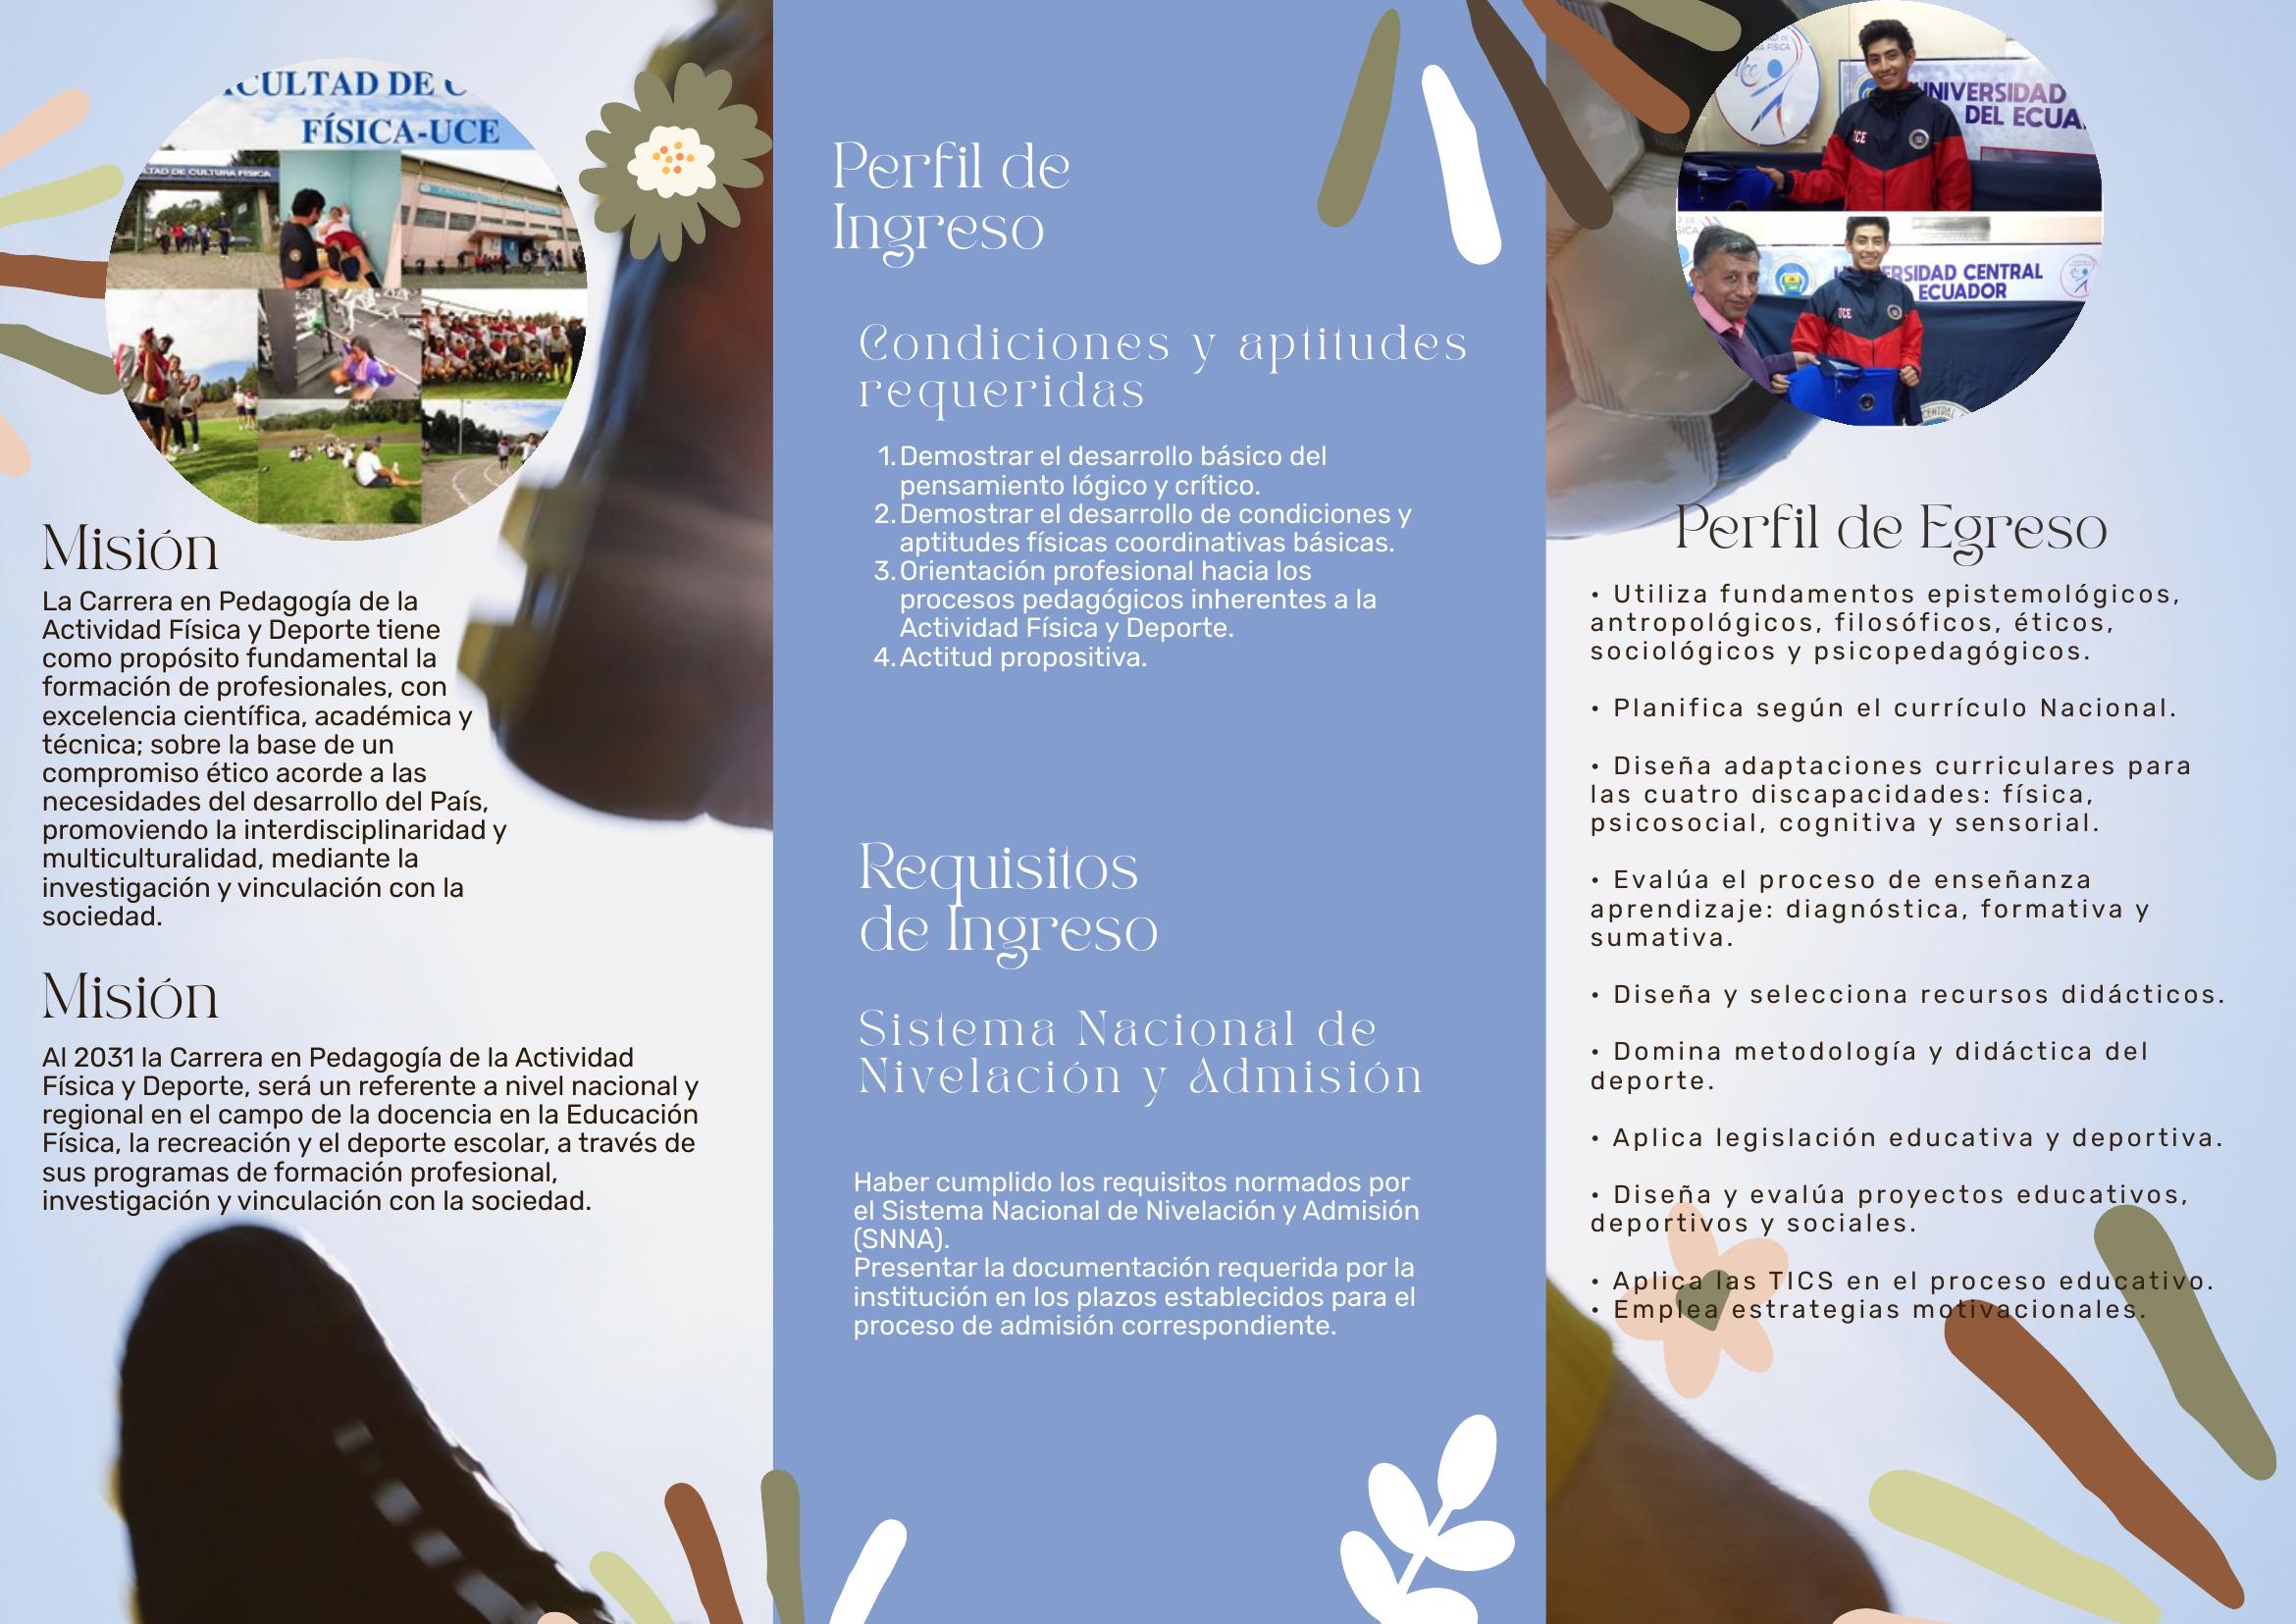 CULTAD DE
FÍSICA-UCE
TAD DE CULTURA FÍSICA
Misión
La Carrera en Pedagogía de la
Actividad Física y Deporte tiene
como propósito fundamental la
formación de profesionales, con
excelencia científica, académica y
técnica; sobre la base de un
compromiso ético acorde a las
necesidades del desarrollo del País,
promoviendo la interdisciplinaridad y
multiculturalidad, mediante la
investigación y vinculación con la
sociedad.
Misión
Al 2031 la Carrera en Pedagogía de la Actividad
Física y Deporte, será un referente a nivel nacional y
regional en el campo de la docencia en la Educación
Física, la recreación y el deporte escolar, a través de
sus programas de formación profesional,
investigación y vinculación con la sociedad.
Perfil de
Ingreso
Condiciones y aptitudes
requeridas
1. Demostrar el desarrollo básico del
pensamiento lógico y crítico.
2. Demostrar el desarrollo de condiciones y
aptitudes físicas coordinativas básicas.
3. Orientación profesional hacia los
procesos pedagógicos inherentes a la
Actividad Física y Deporte.
4. Actitud propositiva.
Requisitos
de Ingreso
Sistema Nacional de
Nivelación y Admisión
Haber cumplido los requisitos normados por
el Sistema Nacional de Nivelación y Admisión
(SNNA).
Presentar la documentación requerida por la
institución en los plazos establecidos para el
proceso de admisión correspondiente.
UNIVERSIDAD
DEL ECUA
UCE
ERSIDAD CENTRAL
ECUADOR
UCE
CENTRAL
Perfil de Egreso
• Utiliza fundamentos epistemológicos,
antropológicos, filosóficos, éticos,
sociológicos y psicopedagógicos.
• Planifica según el currículo Nacional.
• Diseña adaptaciones curriculares para
las cuatro discapacidades: física,
psicosocial, cognitiva y sensorial.
• Evalúa el proceso de enseñanza
aprendizaje: diagnóstica, formativa y
sumativa.
• Diseña y selecciona recursos didácticos.
• Domina metodología y didáctica del
deporte.
• Aplica legislación educativa y deportiva.
• Diseña y evalúa proyectos educativos,
deportivos y sociales.
• Aplica las TICS en el proceso educativo.
• Emplea estrategias motivacionales.